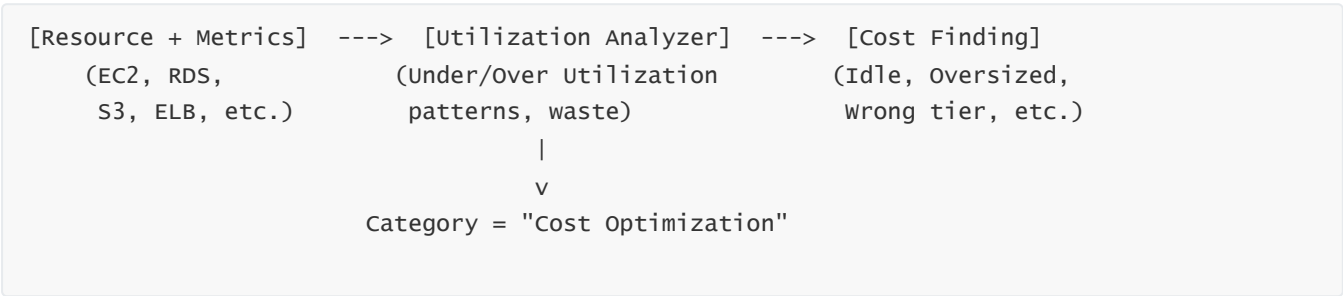 [Resource + Metrics]  --->  [Utilization Analyzer]  --->  [Cost Finding]
    (EC2, RDS,              (Under/Over Utilization         (Idle, Oversized,
     S3, ELB, etc.)          patterns, waste)                Wrong tier, etc.)
                                      |
                                      v
                         Category = "Cost Optimization"